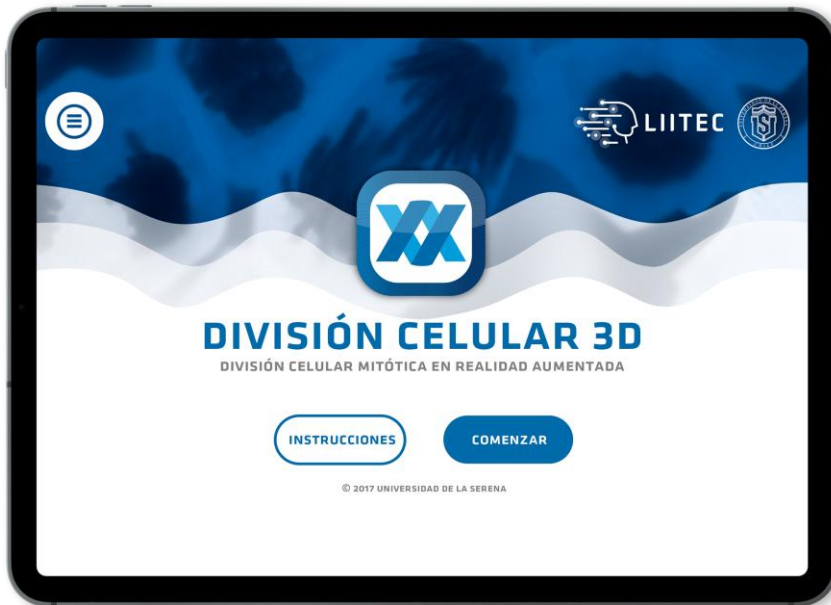 LIITEC
DIVISIÓN CELULAR 3D
DIVISIÓN CELULAR MITÓTICA EN REALIDAD AUMENTADA
INSTRUCCIONES
COMENZAR
© 2017 UNIVERSIDAD DE LA SERENA